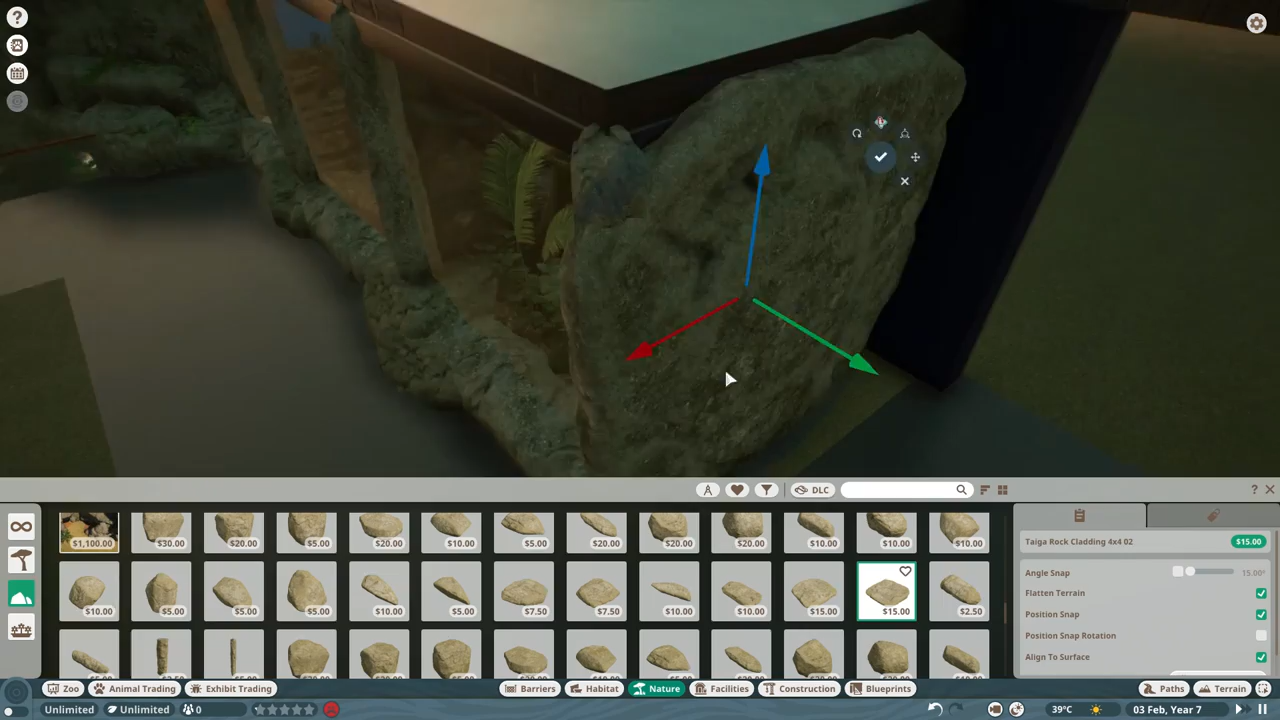 DLC
$1,100.00 $30.00 $20.00 $5.00 $20.00 $10.00 $5.00 $20.00 $20.00 $20.00 $10.00 $10.00 $10.00
Taiga Rock Cladding 4x4 02 $15.00
Angle Snap 15.00°
Flatten Terrain
$10.00 $5.00 $5.00 $5.00 $10.00 $5.00 $7.50 $7.50 $10.00 $10.00 $15.00 $15.00 $2.50
Position Snap
Position Snap Rotation
Align To Surface
Zoo Animal Trading Exhibit Trading Barriers Habitat Nature Facilities Construction Blueprints Paths Terrain
Unlimited Unlimited 0 39°C 03 Feb, Year 7